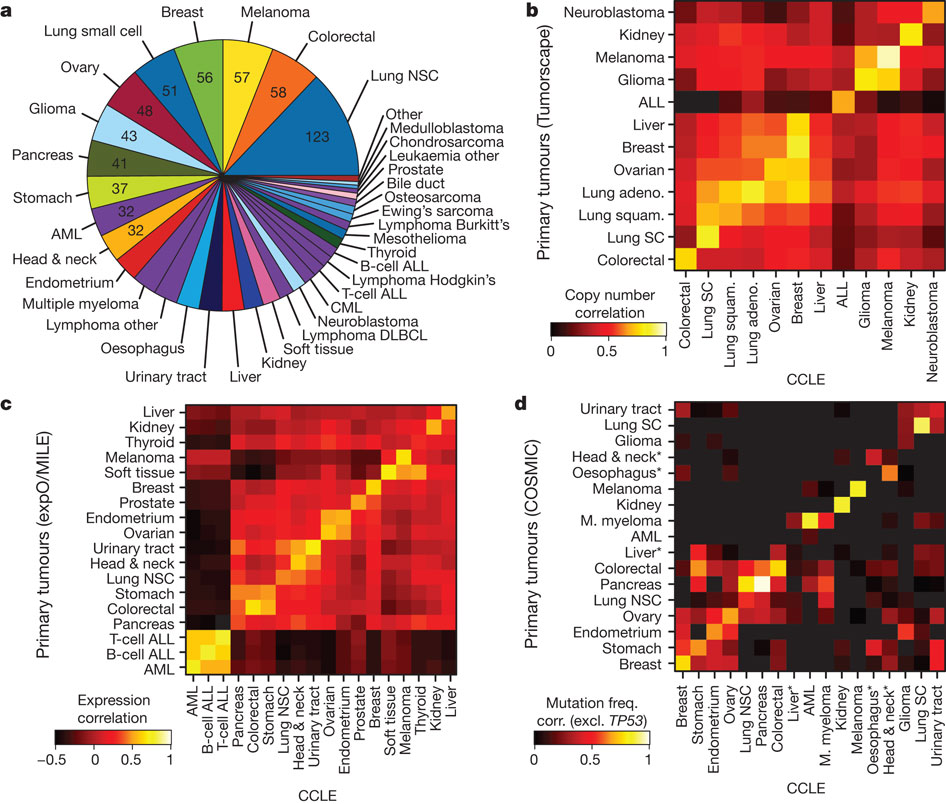 a
Breast
Melanoma
Lung small cell
Colorectal
Ovary
Lung NSC
Glioma
Pancreas
Stomach
AML
Head & neck
Endometrium
Multiple myeloma
Lymphoma other
Oesophagus
Urinary tract
Liver
Kidney
Soft tissue
Lymphoma DLBCL
Neuroblastoma
CML
T-cell ALL
Lymphoma Hodgkin's
B-cell ALL
Thyroid
Mesothelioma
Lymphoma Burkitt's
Ewing's sarcoma
Osteosarcoma
Bile duct
Prostate
Leukaemia other
Chondrosarcoma
Medulloblastoma
Other
51
56
57
58
123
48
43
41
37
32
32
b
Primary tumours (Tumorscape)
Neuroblastoma
Kidney
Melanoma
Glioma
ALL
Liver
Breast
Ovarian
Lung adeno.
Lung squam.
Lung SC
Colorectal
Copy number
correlation
0 0.5 1
Colorectal
Lung SC
Lung squam.
Lung adeno.
Ovarian
Breast
Liver
ALL
Glioma
Melanoma
Kidney
Neuroblastoma
CCLE
c
Primary tumours (expO/MILE)
Liver
Kidney
Thyroid
Melanoma
Soft tissue
Breast
Prostate
Endometrium
Ovarian
Urinary tract
Head & neck
Lung NSC
Stomach
Colorectal
Pancreas
T-cell ALL
B-cell ALL
AML
Expression
correlation
−0.5 0 0.5 1
AML
B-cell ALL
T-cell ALL
Pancreas
Colorectal
Stomach
Lung NSC
Head & neck
Urinary tract
Ovarian
Endometrium
Prostate
Breast
Soft tissue
Melanoma
Thyroid
Kidney
Liver
CCLE
d
Primary tumours (COSMIC)
Urinary tract
Lung SC
Glioma
Head & neck*
Oesophagus*
Melanoma
Kidney
M. myeloma
AML
Liver*
Colorectal
Pancreas
Lung NSC
Ovary
Endometrium
Stomach
Breast
Mutation freq.
corr. (excl. TP53)
0 0.5 1
Breast
Stomach
Endometrium
Ovary
Lung NSC
Pancreas
Colorectal
Liver*
AML
M. myeloma
Kidney
Melanoma
Oesophagus*
Head & neck*
Glioma
Lung SC
Urinary tract
CCLE